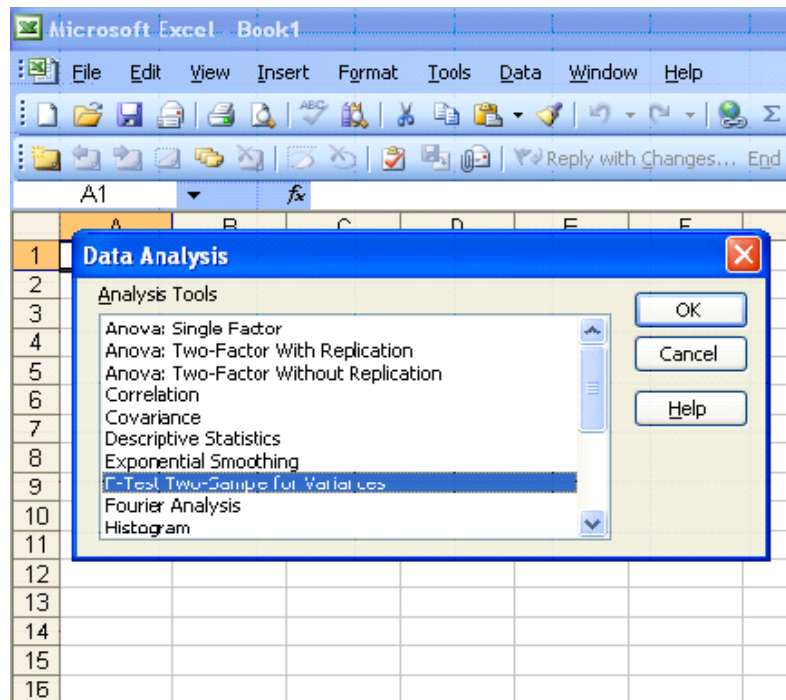 Microsoft Excel - Book1
File Edit View Insert Format Tools Data Window Help
ABC Σ
Reply with Changes... End
A1 fx
A B C D E F
Data Analysis
Analysis Tools
Anova: Single Factor
Anova: Two-Factor With Replication
Anova: Two-Factor Without Replication
Correlation
Covariance
Descriptive Statistics
Exponential Smoothing
F-Test Two-Sample for Variances
Fourier Analysis
Histogram
OK
Cancel
Help
1
2
3
4
5
6
7
8
9
10
11
12
13
14
15
16